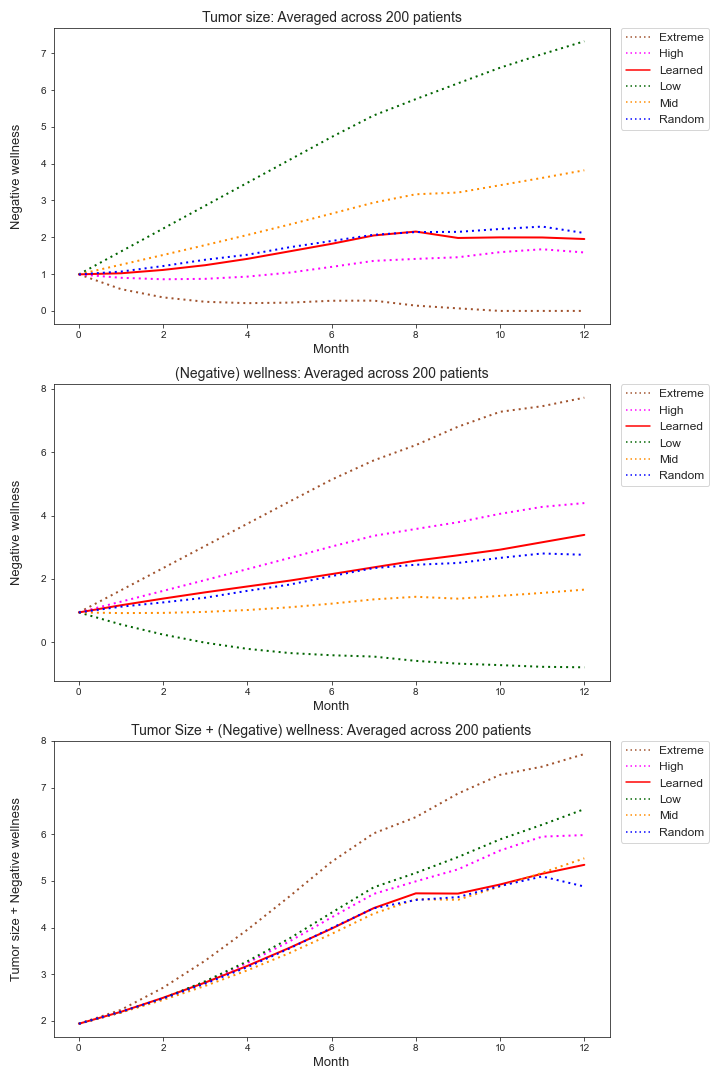 Tumor size: Averaged across 200 patients
Negative wellness
7
6
5
4
3
2
1
0
0 2 4 6 8 10 12
Month
Extreme
High
Learned
Low
Mid
Random
(Negative) wellness: Averaged across 200 patients
Negative wellness
8
6
4
2
0
0 2 4 6 8 10 12
Month
Extreme
High
Learned
Low
Mid
Random
Tumor Size + (Negative) wellness: Averaged across 200 patients
Tumor size + Negative wellness
8
7
6
5
4
3
2
0 2 4 6 8 10 12
Month
Extreme
High
Learned
Low
Mid
Random